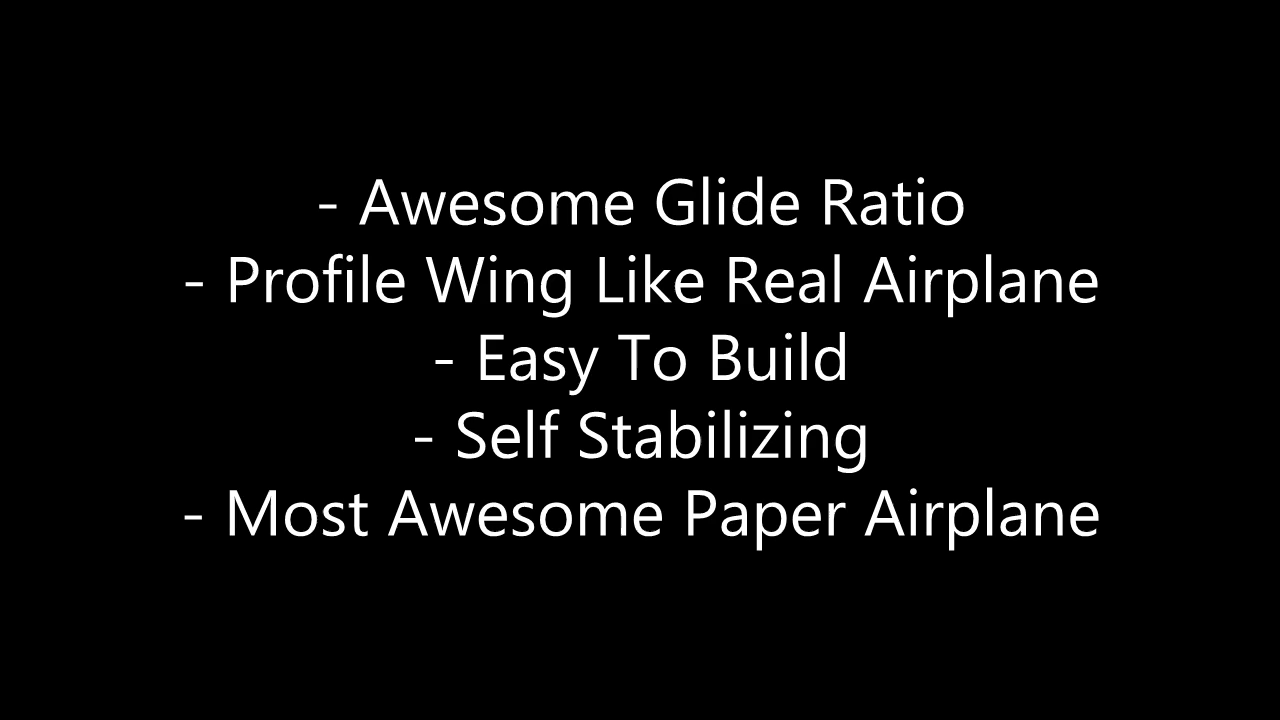 - Awesome Glide Ratio
- Profile Wing Like Real Airplane
- Easy To Build
- Self Stabilizing
- Most Awesome Paper Airplane